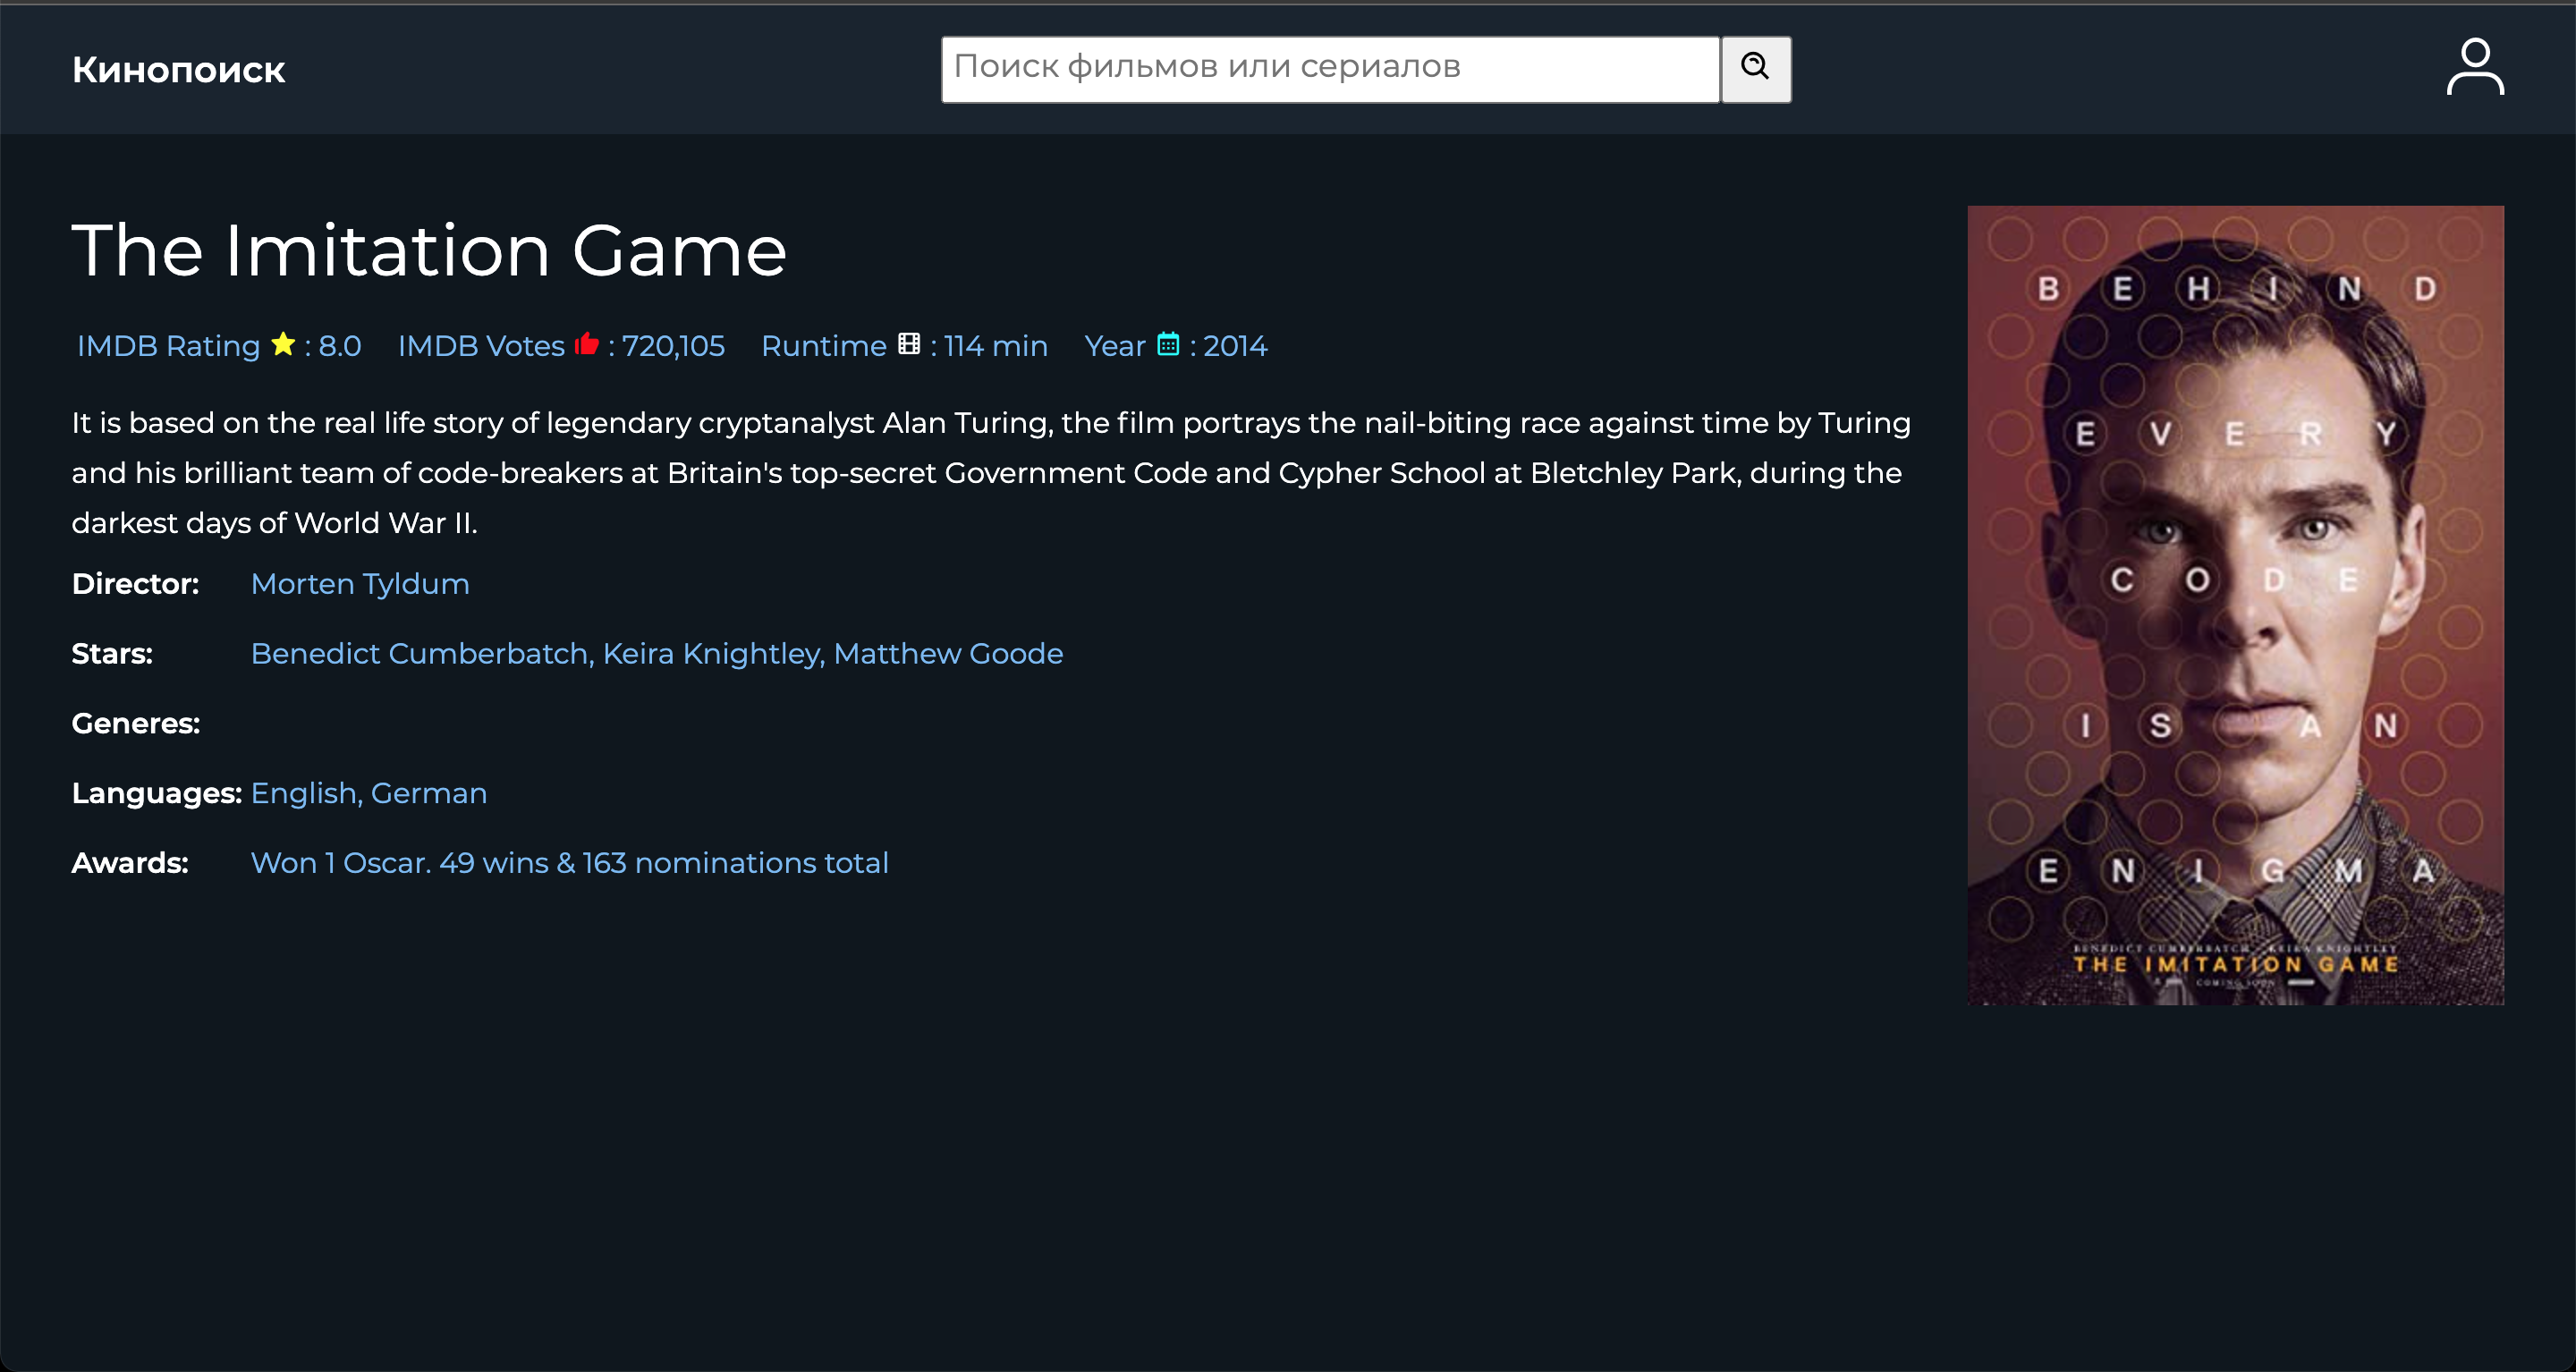 Кинопоиск
Поиск фильмов или сериалов
The Imitation Game
IMDB Rating : 8.0 IMDB Votes : 720,105 Runtime : 114 min Year : 2014
It is based on the real life story of legendary cryptanalyst Alan Turing, the film portrays the nail-biting race against time by Turing
and his brilliant team of code-breakers at Britain's top-secret Government Code and Cypher School at Bletchley Park, during the
darkest days of World War II.
Director: Morten Tyldum
Stars: Benedict Cumberbatch, Keira Knightley, Matthew Goode
Generes:
Languages: English, German
Awards: Won 1 Oscar. 49 wins & 163 nominations total
BEHIND
EVERY
CODE
IS AN
ENIGMA
BENEDICT CUMBERBATCH KEIRA KNIGHTLEY
THE IMITATION GAME
COMING SOON